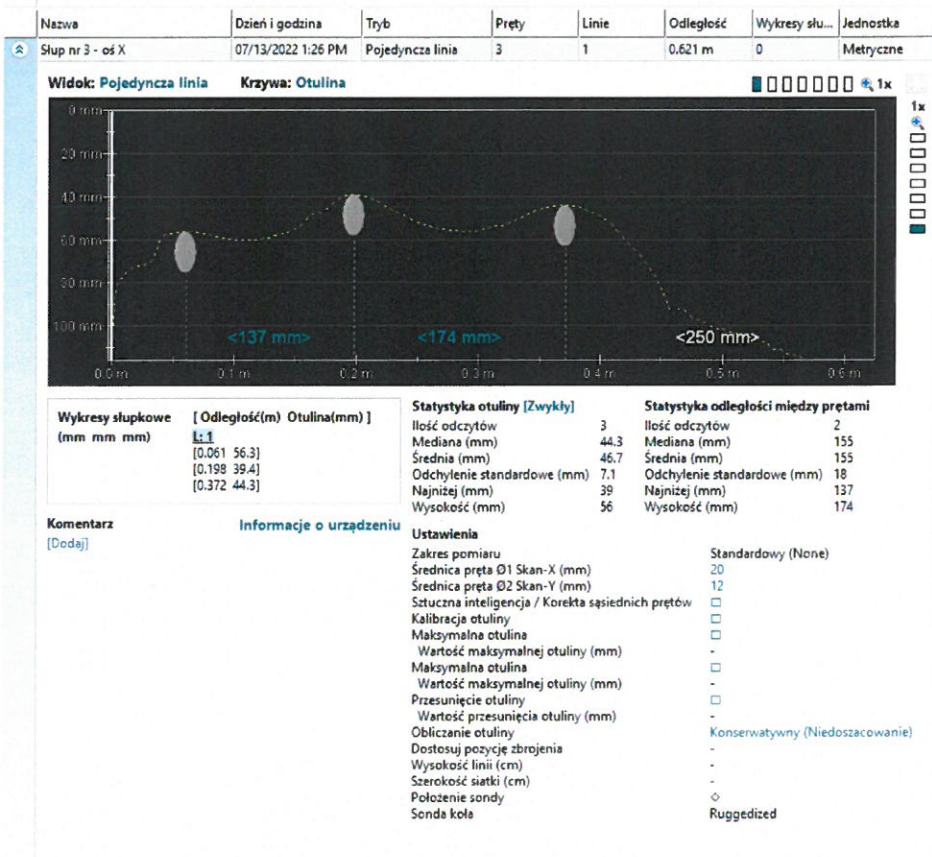 Nazwa Dzień i godzina Tryb Pręty Linie Odległość Wykresy słu... Jednostka
Słup nr 3 - oś X 07/13/2022 1:26 PM Pojedyncza linia 3 1 0.621 m 0 Metryczne
Widok: Pojedyncza linia Krzywa: Otulina 1x
1x
0 mm
20 mm
40 mm
60 mm
80 mm
100 mm
<137 mm> <174 mm> <250 mm>
0.0 m 0.1 m 0.2 m 0.3 m 0.4 m 0.5 m 0.6 m
Wykresy słupkowe [ Odległość(m) Otulina(mm) ]
(mm mm mm) L: 1
[0.061 56.3]
[0.198 39.4]
[0.372 44.3]
Statystyka otuliny [Zwykły] Statystyka odległości między prętami
Ilość odczytów 3 Ilość odczytów 2
Mediana (mm) 44.3 Mediana (mm) 155
Średnia (mm) 46.7 Średnia (mm) 155
Odchylenie standardowe (mm) 7.1 Odchylenie standardowe (mm) 18
Najniżej (mm) 39 Najniżej (mm) 137
Wysokość (mm) 56 Wysokość (mm) 174
Komentarz Informacje o urządzeniu
[Dodaj]
Ustawienia
Zakres pomiaru Standardowy (None)
Średnica pręta Ø1 Skan-X (mm) 20
Średnica pręta Ø2 Skan-Y (mm) 12
Sztuczna inteligencja / Korekta sąsiednich prętów
Kalibracja otuliny
Maksymalna otulina
Wartość maksymalnej otuliny (mm) -
Maksymalna otulina
Wartość maksymalnej otuliny (mm) -
Przesunięcie otuliny
Wartość przesunięcia otuliny (mm) -
Obliczanie otuliny Konserwatywny (Niedoszacowanie)
Dostosuj pozycję zbrojenia -
Wysokość linii (cm) -
Szerokość siatki (cm) -
Położenie sondy
Sonda koła Ruggedized